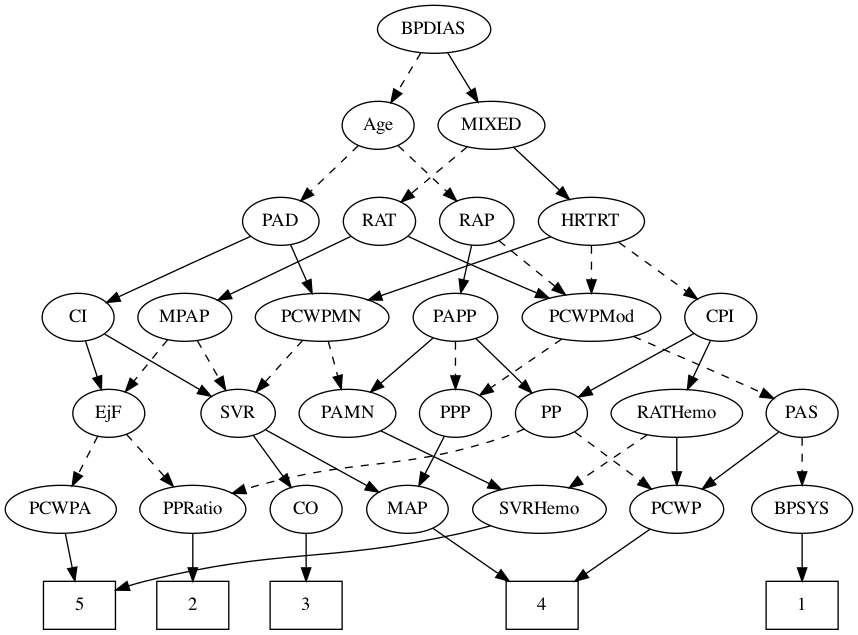 BPDIAS
Age
MIXED
PAD
RAT
RAP
HRTRT
CI
MPAP
PCWPMN
PAPP
PCWPMod
CPI
EjF
SVR
PAMN
PPP
PP
RATHemo
PAS
PCWPA
PPRatio
CO
MAP
SVRHemo
PCWP
BPSYS
5
2
3
4
1